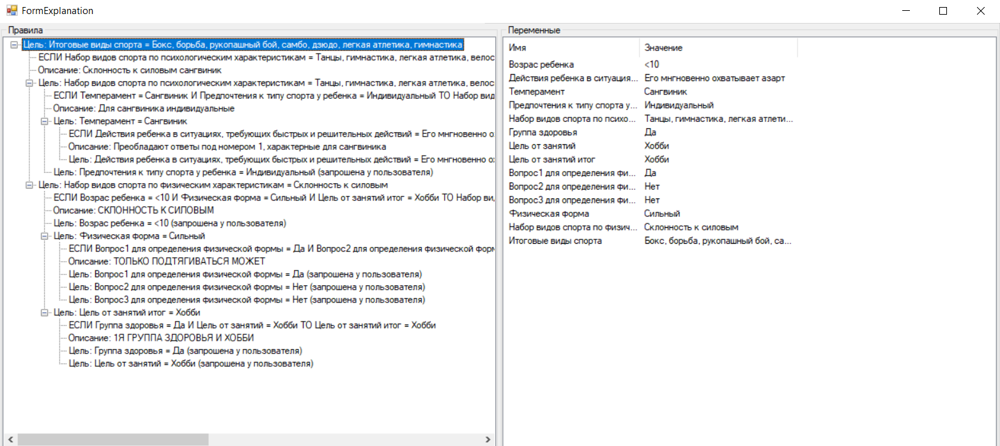 FormExplanation
Правила
Цель: Итоговые виды спорта = Бокс, борьба, рукопашный бой, самбо, дзюдо, легкая атлетика, гимнастика
ЕСЛИ Набор видов спорта по психологическим характеристикам = Танцы, гимнастика, легкая атлетика, велос
Описание: Склонность к силовым сангвиник
Цель: Набор видов спорта по психологическим характеристикам = Танцы, гимнастика, легкая атлетика, велос
ЕСЛИ Темперамент = Сангвиник И Предпочтения к типу спорта у ребенка = Индивидуальный ТО Набор вид
Описание: Для сангвиника индивидуальные
Цель: Темперамент = Сангвиник
ЕСЛИ Действия ребенка в ситуациях, требующих быстрых и решительных действий = Его мнгновенно о
Описание: Преобладают ответы под номером 1, характерные для сангвиника
Цель: Действия ребенка в ситуациях, требующих быстрых и решительных действий = Его мнгновенно ох
Цель: Предпочтения к типу спорта у ребенка = Индивидуальный (запрошена у пользователя)
Цель: Набор видов спорта по физическим характеристикам = Склонность к силовым
ЕСЛИ Возрас ребенка = <10 И Физическая форма = Сильный И Цель от занятий итог = Хобби ТО Набор ви,
Описание: СКЛОННОСТЬ К СИЛОВЫМ
Цель: Возрас ребенка = <10 (запрошена у пользователя)
Цель: Физическая форма = Сильный
ЕСЛИ Вопрос1 для определения физической формы = Да И Вопрос2 для определения физической форм
Описание: ТОЛЬКО ПОДТЯГИВАТЬСЯ МОЖЕТ
Цель: Вопрос1 для определения физической формы = Да (запрошена у пользователя)
Цель: Вопрос2 для определения физической формы = Нет (запрошена у пользователя)
Цель: Вопрос3 для определения физической формы = Нет (запрошена у пользователя)
Цель: Цель от занятий итог = Хобби
ЕСЛИ Группа здоровья = Да И Цель от занятий = Хобби ТО Цель от занятий итог = Хобби
Описание: 1Я ГРУППА ЗДОРОВЬЯ И ХОББИ
Цель: Группа здоровья = Да (запрошена у пользователя)
Цель: Цель от занятий = Хобби (запрошена у пользователя)
Переменные
Имя Значение
Возрас ребенка <10
Действия ребенка в ситуация... Его мнгновенно охватывает азарт
Темперамент Сангвиник
Предпочтения к типу спорта у... Индивидуальный
Набор видов спорта по психо... Танцы, гимнастика, легкая атлети...
Группа здоровья Да
Цель от занятий Хобби
Цель от занятий итог Хобби
Вопрос1 для определения фи... Да
Вопрос2 для определения фи... Нет
Вопрос3 для определения фи... Нет
Физическая форма Сильный
Набор видов спорта по физич... Склонность к силовым
Итоговые виды спорта Бокс, борьба, рукопашный бой, са...